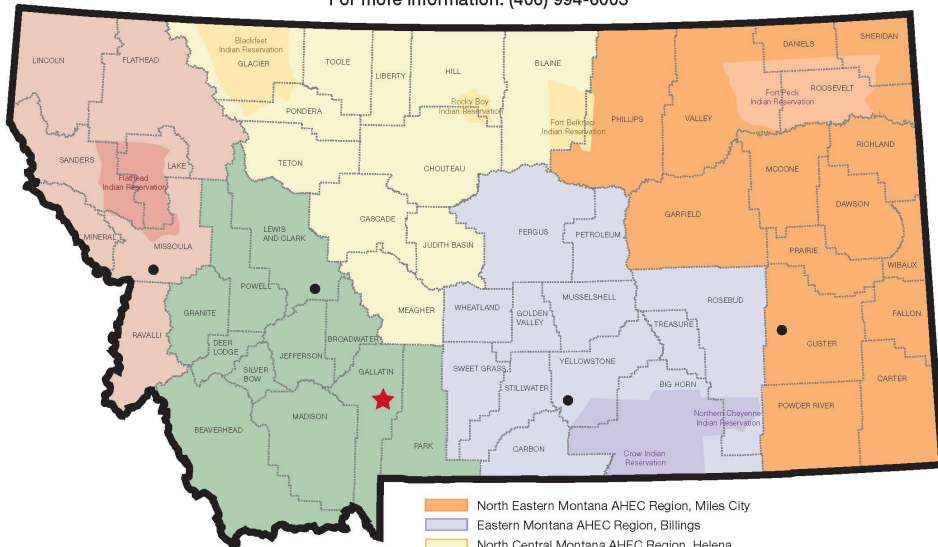 For more information: (406) 994-6003
LINCOLN
FLATHEAD
Blackfeet
Indian Reservation
GLACIER
TOOLE
LIBERTY
HILL
BLAINE
DANIELS
SHERIDAN
ROOSEVELT
Fort Peck
Indian Reservation
PONDERA
Rocky Boy
Indian Reservation
Fort Belknap
Indian Reservation
PHILLIPS
VALLEY
RICHLAND
SANDERS
LAKE
Flathead
Indian Reservation
TETON
CHOUTEAU
MCCONE
DAWSON
GARFIELD
CASCADE
LEWIS
AND CLARK
FERGUS
PETROLEUM
MINERAL
MISSOULA
JUDITH BASIN
PRAIRIE
WIBAUX
POWELL
MUSSELSHELL
ROSEBUD
GRANITE
MEAGHER
WHEATLAND
GOLDEN
VALLEY
TREASURE
FALLON
RAVALLI
DEER
LODGE
JEFFERSON
BROADWATER
CUSTER
SILVER
BOW
GALLATIN
SWEET GRASS
YELLOWSTONE
STILLWATER
BIG HORN
CARTER
BEAVERHEAD
MADISON
PARK
CARBON
Northern Cheyenne
Indian Reservation
POWDER RIVER
Crow Indian
Reservation
North Eastern Montana AHEC Region, Miles City
Eastern Montana AHEC Region, Billings
North Central Montana AHEC Region, Helena